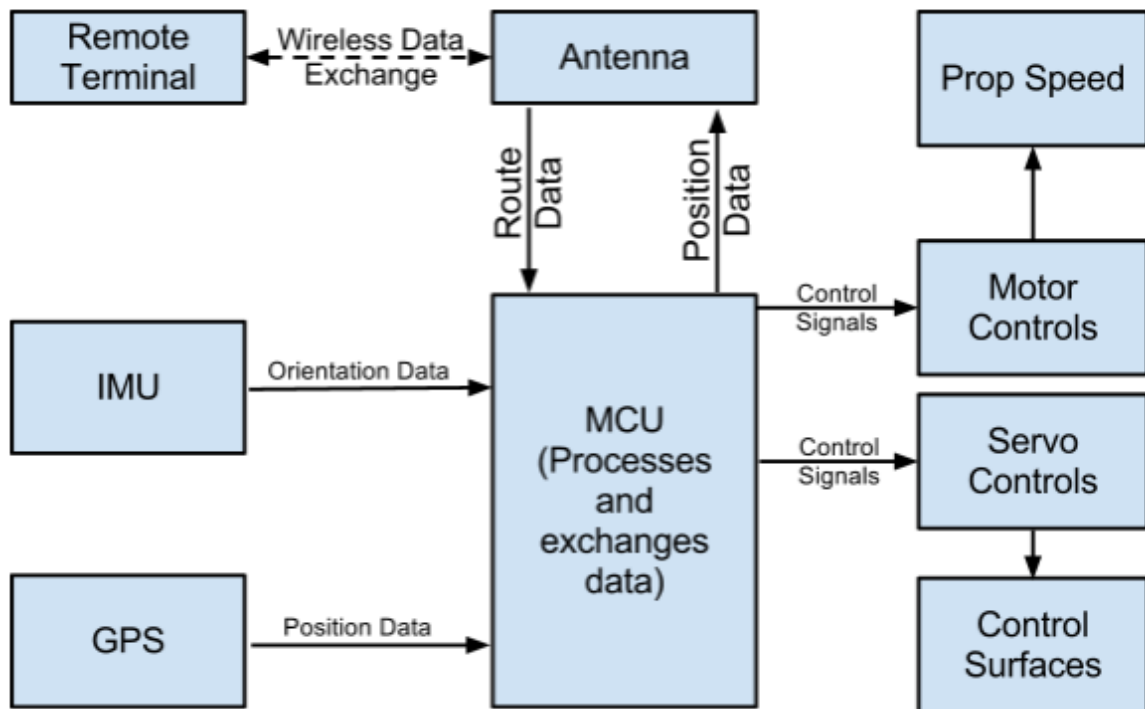 Remote
Terminal
Wireless Data
Exchange
Antenna
Prop Speed
Route
Data
Position
Data
Control
Signals
Motor
Controls
IMU
Orientation Data
MCU
(Processes
and
exchanges
data)
Control
Signals
Servo
Controls
GPS
Position Data
Control
Surfaces